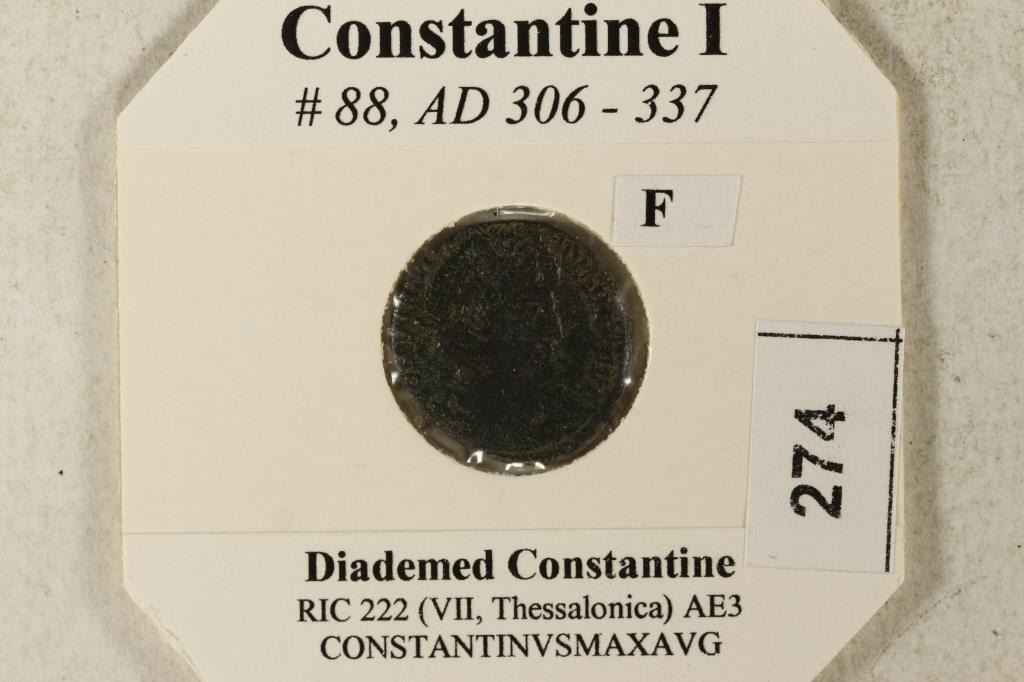 Constantine I
# 88, AD 306 - 337
F
274
Diademed Constantine
RIC 222 (VII, Thessalonica) AE3
CONSTANTINVSMAXAVG